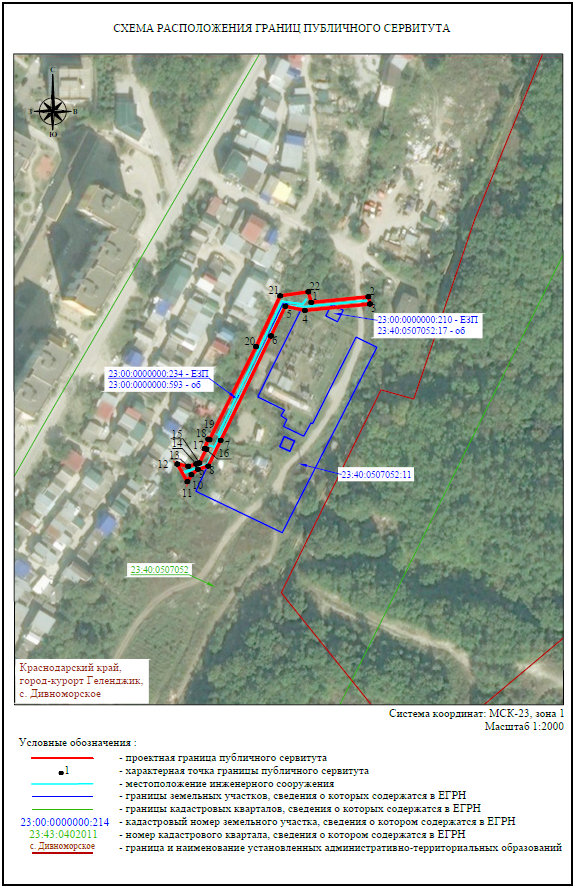 СХЕМА РАСПОЛОЖЕНИЯ ГРАНИЦ ПУБЛИЧНОГО СЕРВИТУТА
С
В
Ю
21
22
1
2
3
4
5
6
20
23:00:0000000:210 - ЕЗП
23:40:0507052:17 - об
23:00:0000000:234 - ЕЗП
23:00:0000000:593 - об
19
18
17
7
16
15
14
13
12
8
9
10
11
23:40:0507052:11
23:40:0507052
Краснодарский край,
город-курорт Геленджик,
с. Дивноморское
Система координат: МСК-23, зона 1
Масштаб 1:2000
Условные обозначения :
- проектная граница публичного сервитута
1 - характерная точка границы публичного сервитута
- местоположение инженерного сооружения
- границы земельных участков, сведения о которых содержатся в ЕГРН
- границы кадастровых кварталов, сведения о которых содержатся в ЕГРН
23:00:0000000:214 - кадастровый номер земельного участка, сведения о котором содержатся в ЕГРН
23:43:0402011 - номер кадастрового квартала, сведения о котором содержатся в ЕГРН
с. Дивноморское - граница и наименование установленных административно-территориальных образований